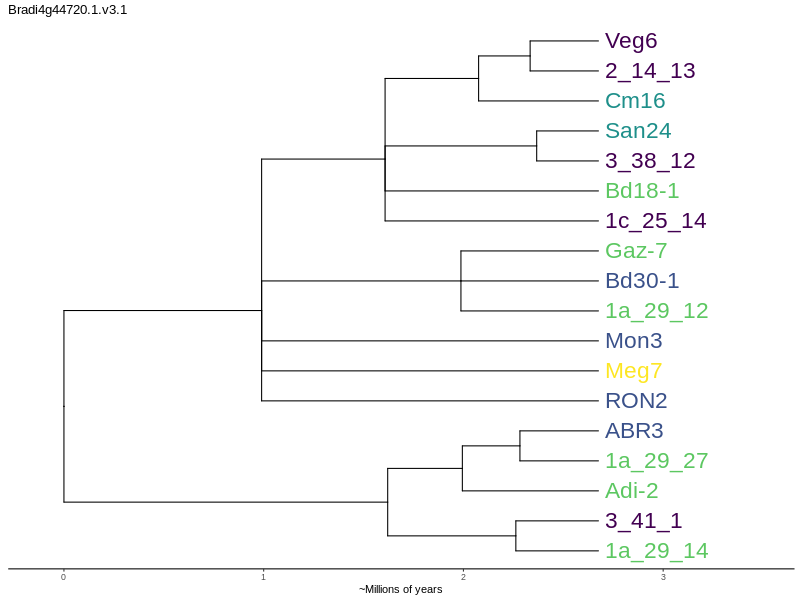 Bradi4g44720.1.v3.1
Veg6
2_14_13
Cm16
San24
3_38_12
Bd18-1
1c_25_14
Gaz-7
Bd30-1
1a_29_12
Mon3
Meg7
RON2
ABR3
1a_29_27
Adi-2
3_41_1
1a_29_14
0 1 2 3
~Millions of years